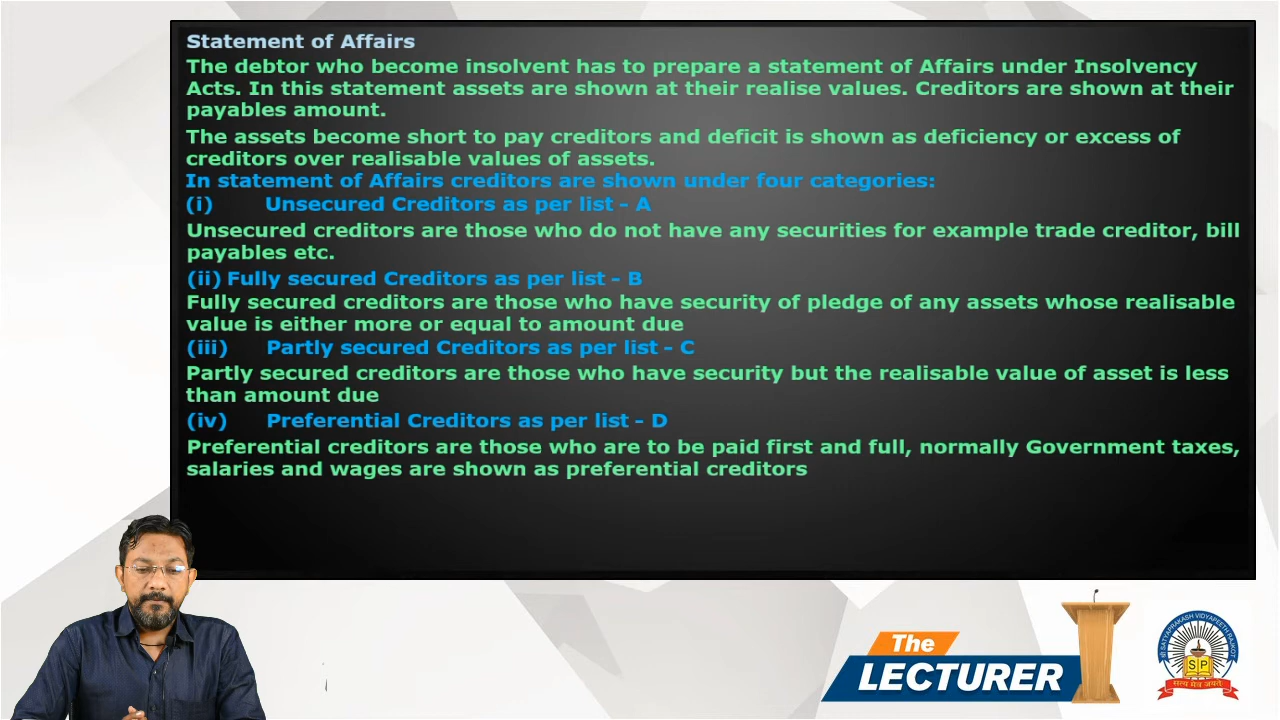 Statement of Affairs
The debtor who become insolvent has to prepare a statement of Affairs under Insolvency
Acts. In this statement assets are shown at their realise values. Creditors are shown at their
payables amount.
The assets become short to pay creditors and deficit is shown as deficiency or excess of
creditors over realisable values of assets.
In statement of Affairs creditors are shown under four categories:
(i) Unsecured Creditors as per list - A
Unsecured creditors are those who do not have any securities for example trade creditor, bill
payables etc.
(ii) Fully secured Creditors as per list - B
Fully secured creditors are those who have security of pledge of any assets whose realisable
value is either more or equal to amount due
(iii) Partly secured Creditors as per list - C
Partly secured creditors are those who have security but the realisable value of asset is less
than amount due
(iv) Preferential Creditors as per list - D
Preferential creditors are those who are to be paid first and full, normally Government taxes,
salaries and wages are shown as preferential creditors
The
LECTURER
SATYAPRAKASH VIDYAPEETH RAJKOT
S P
सत्य मेव जयते